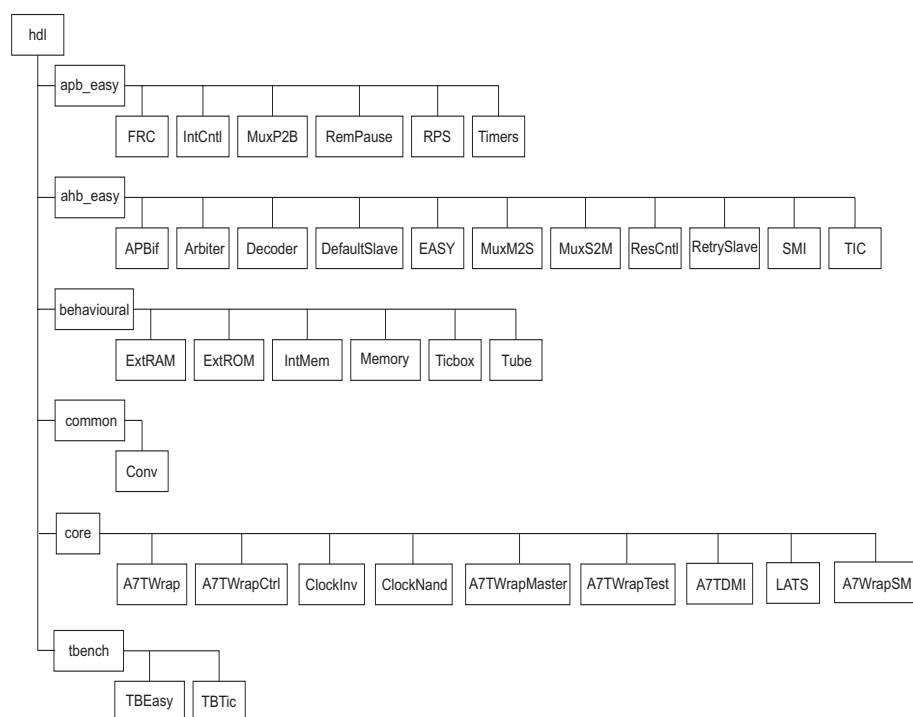 hdl
apb_easy
FRC IntCntl MuxP2B RemPause RPS Timers
ahb_easy
APBif Arbiter Decoder DefaultSlave EASY MuxM2S MuxS2M ResCntl RetrySlave SMI TIC
behavioural
ExtRAM ExtROM IntMem Memory Ticbox Tube
common
Conv
core
A7TWrap A7TWrapCtrl ClockInv ClockNand A7TWrapMaster A7TWrapTest A7TDMI LATS A7WrapSM
tbench
TBEasy TBTic